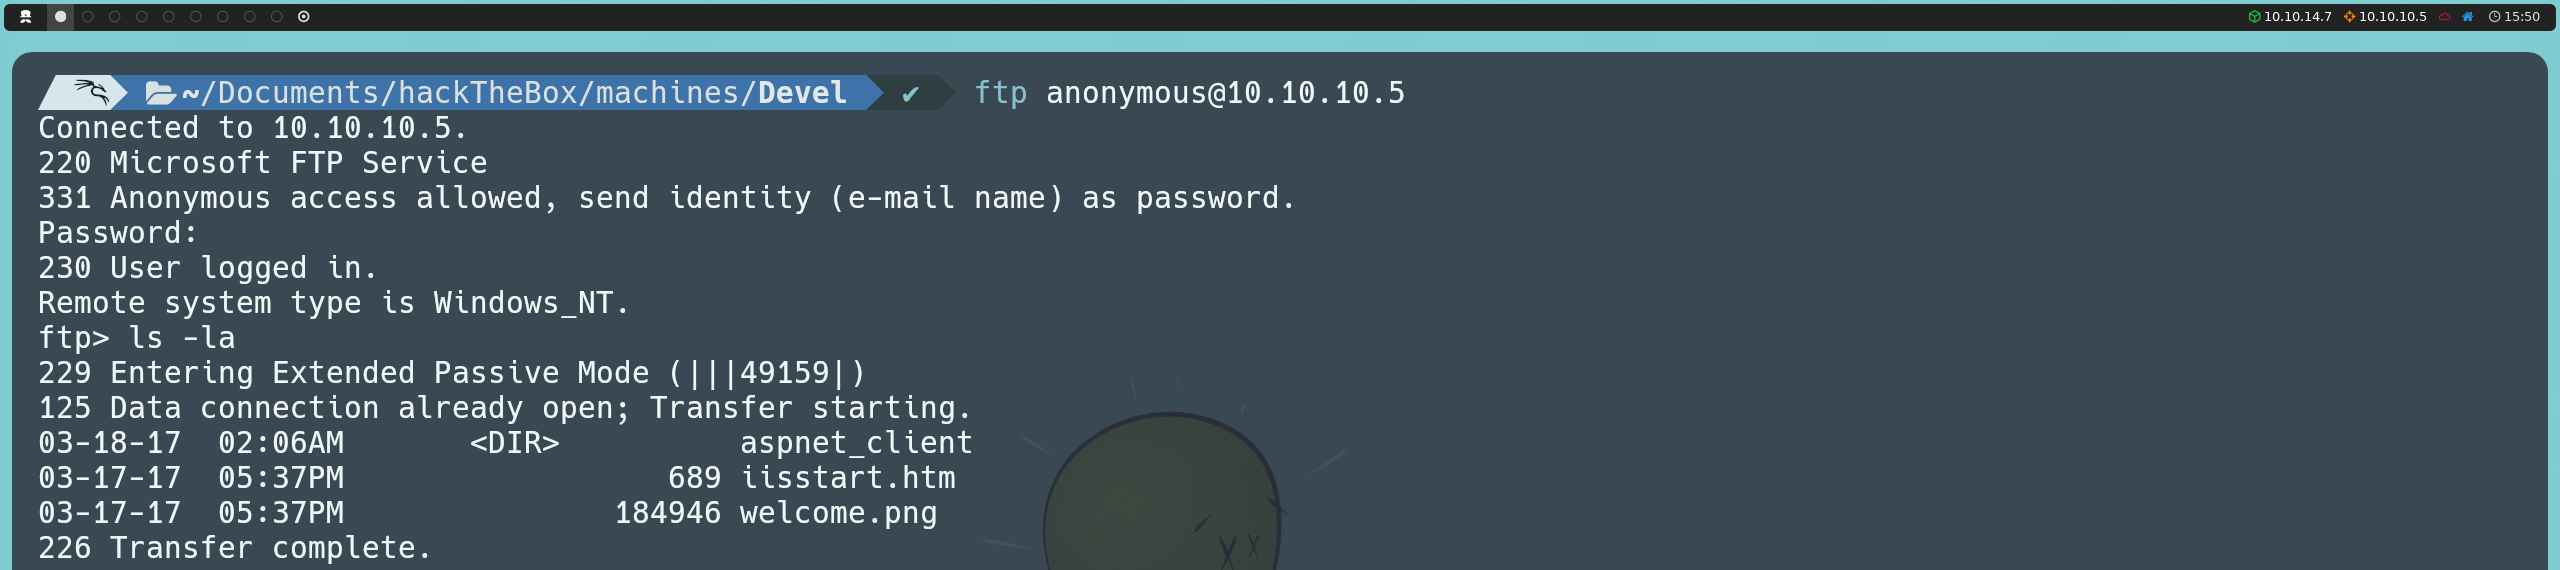 10.10.14.7 10.10.10.5 15:50
~/Documents/hackTheBox/machines/Devel ✔ ftp anonymous@10.10.10.5
Connected to 10.10.10.5.
220 Microsoft FTP Service
331 Anonymous access allowed, send identity (e-mail name) as password.
Password:
230 User logged in.
Remote system type is Windows_NT.
ftp> ls -la
229 Entering Extended Passive Mode (|||49159|)
125 Data connection already open; Transfer starting.
03-18-17  02:06AM       <DIR>          aspnet_client
03-17-17  05:37PM                  689 iisstart.htm
03-17-17  05:37PM               184946 welcome.png
226 Transfer complete.